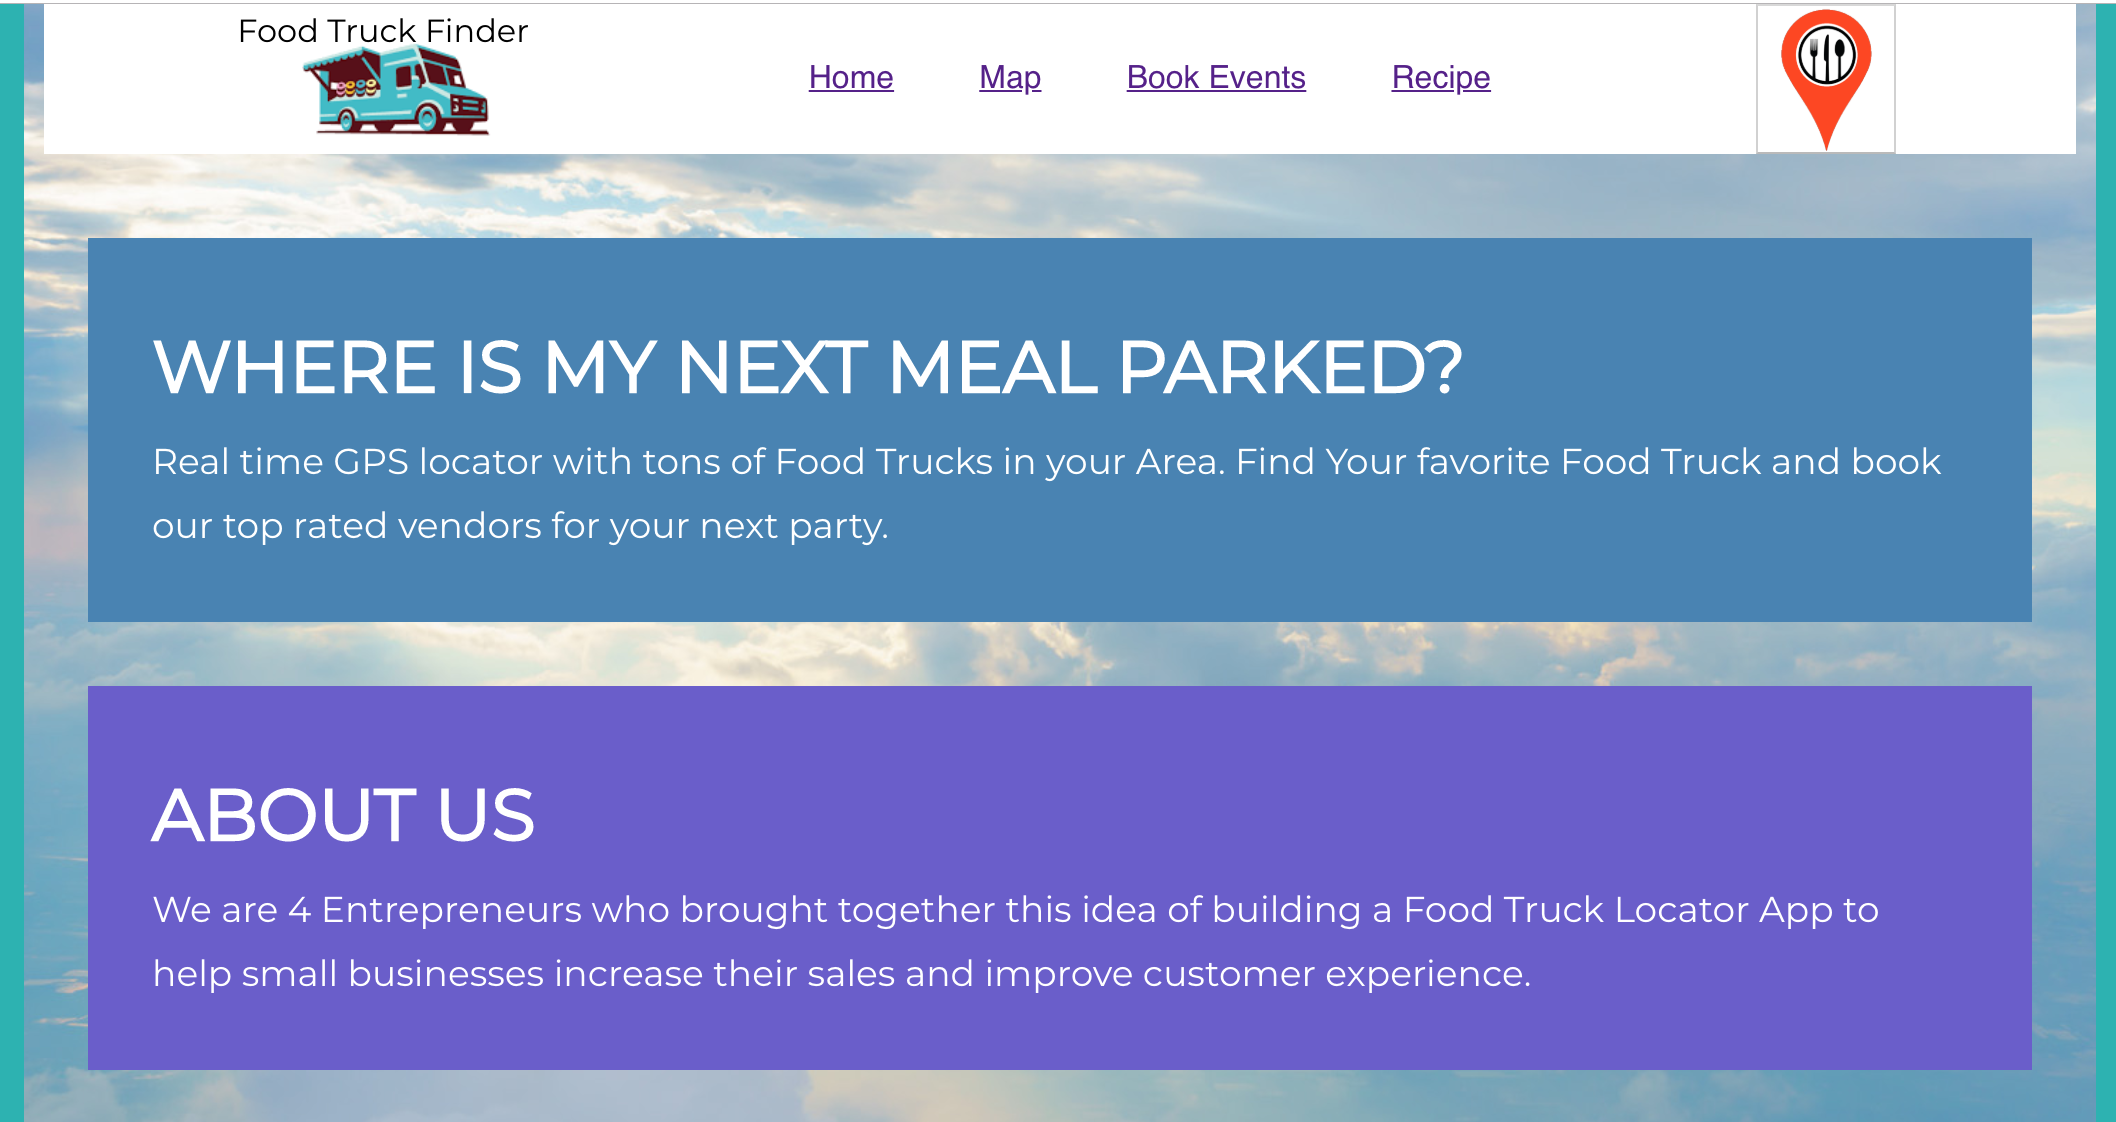 Food Truck Finder
Home Map Book Events Recipe
WHERE IS MY NEXT MEAL PARKED?
Real time GPS locator with tons of Food Trucks in your Area. Find Your favorite Food Truck and book
our top rated vendors for your next party.
ABOUT US
We are 4 Entrepreneurs who brought together this idea of building a Food Truck Locator App to
help small businesses increase their sales and improve customer experience.